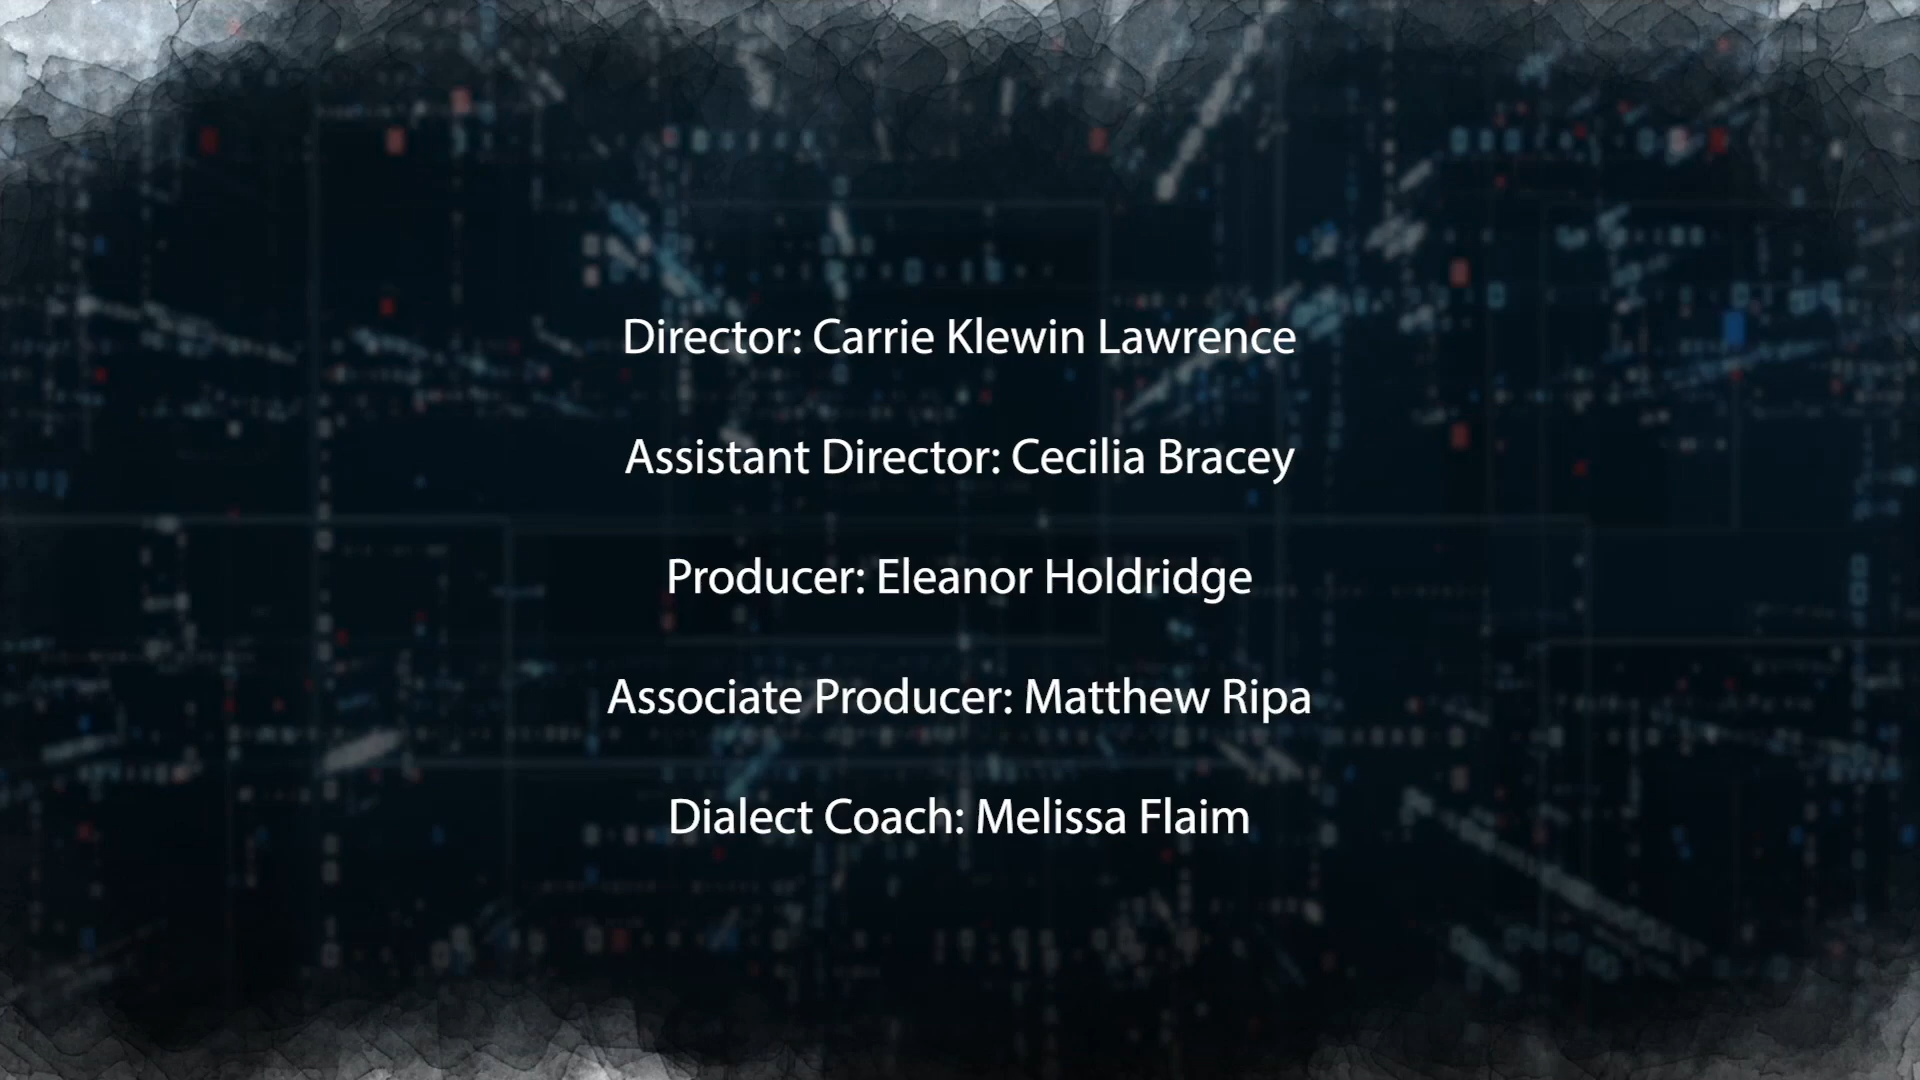 Director: Carrie Klewin Lawrence
Assistant Director: Cecilia Bracey
Producer: Eleanor Holdridge
Associate Producer: Matthew Ripa
Dialect Coach: Melissa Flaim